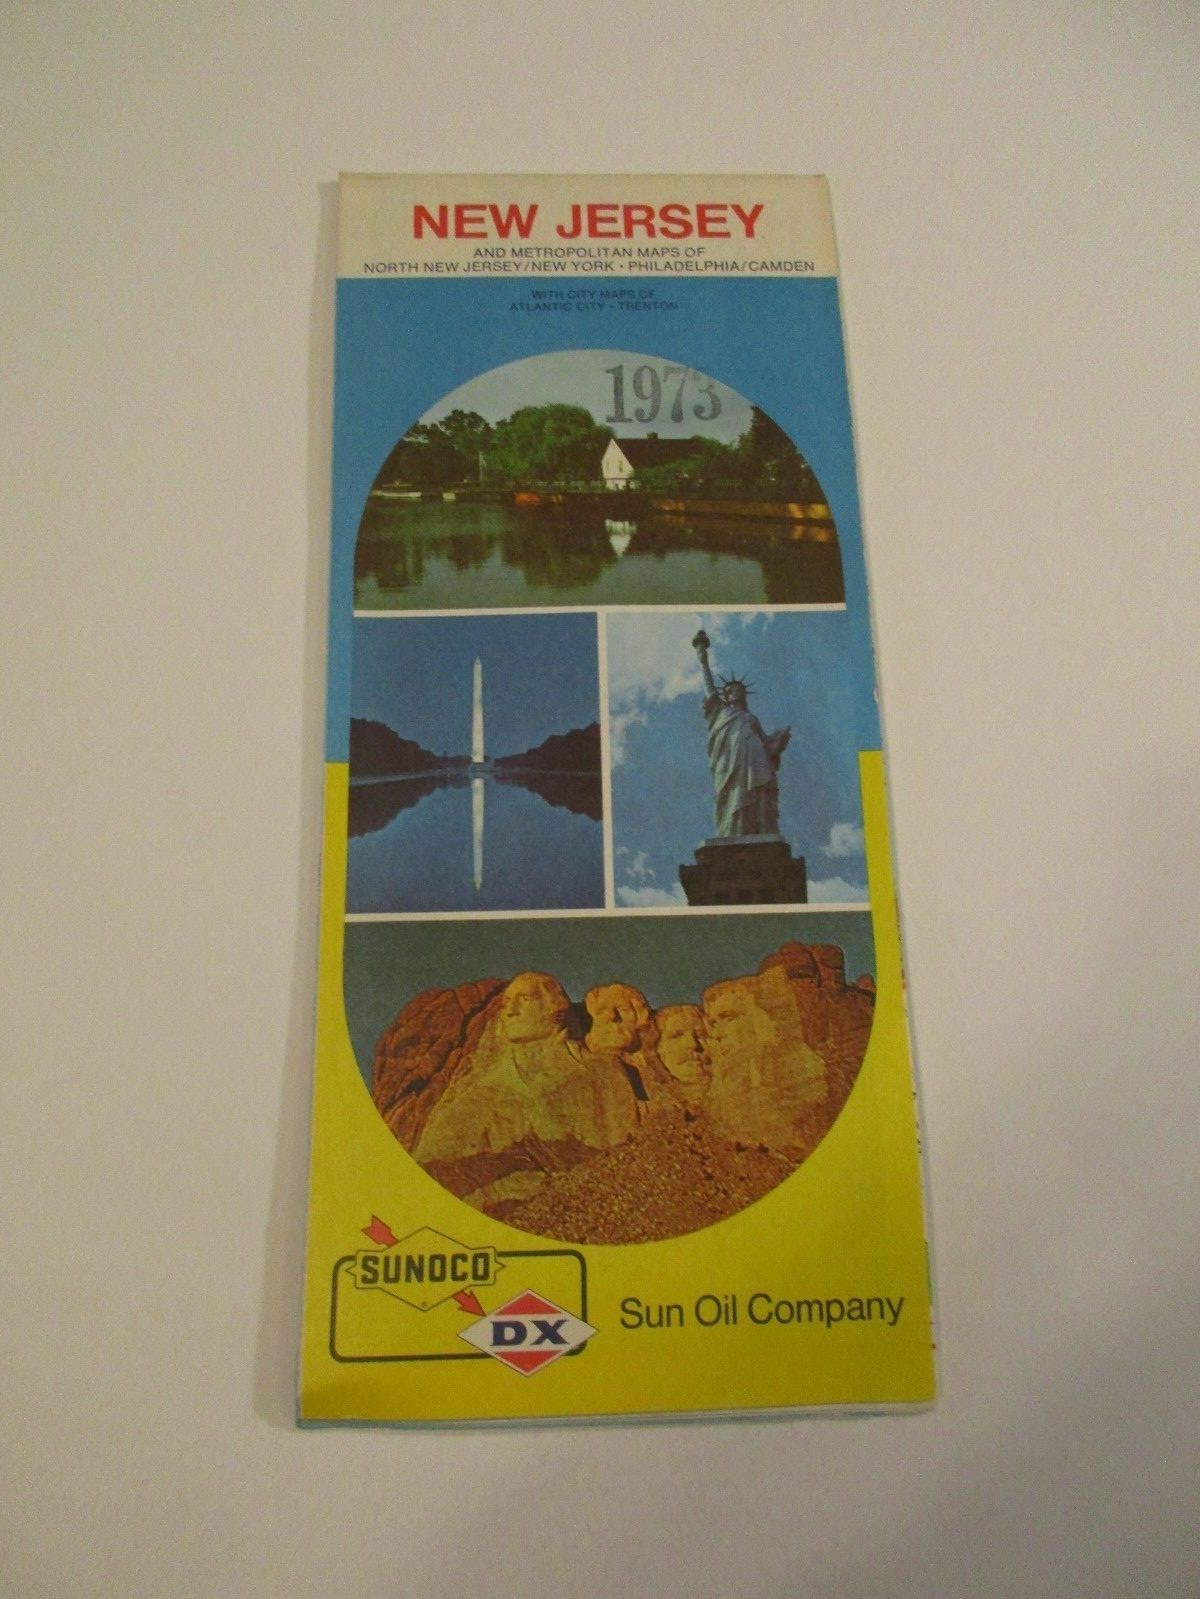 NEW JERSEY
AND METROPOLITAN MAPS OF
NORTH NEW JERSEY/NEW YORK • PHILADELPHIA/CAMDEN
WITH CITY MAPS OF
ATLANTIC CITY • TRENTON
1973
SUNOCO
®
DX
Sun Oil Company